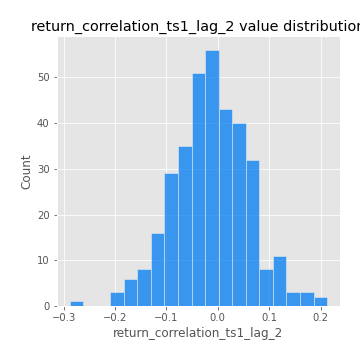 return_correlation_ts1_lag_2 value distribution
50
40
30
20
10
0
Count
−0.3 −0.2 −0.1 0.0 0.1 0.2
return_correlation_ts1_lag_2